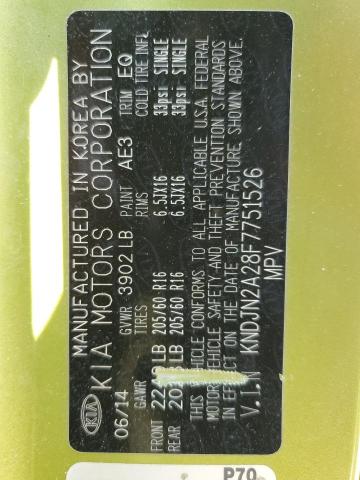 MANUFACTURED IN KOREA BY
KIA MOTORS CORPORATION
KIA
06/14 GVWR 3902 LB PAINT AE3 TRIM EQ
GAWR TIRES RIMS COLD TIRE INFL
FRONT LB 205/60 R16 6.5JX16 33psi SINGLE
REAR LB 205/60 R16 6.5JX16 33psi SINGLE
THIS VEHICLE CONFORMS TO ALL APPLICABLE U.S.A. FEDERAL
MOTOR VEHICLE SAFETY AND THEFT PREVENTION STANDARDS
IN EFFECT ON THE DATE OF MANUFACTURE SHOWN ABOVE.
V.I.N KNDJN2A28F7751526
MPV
P70